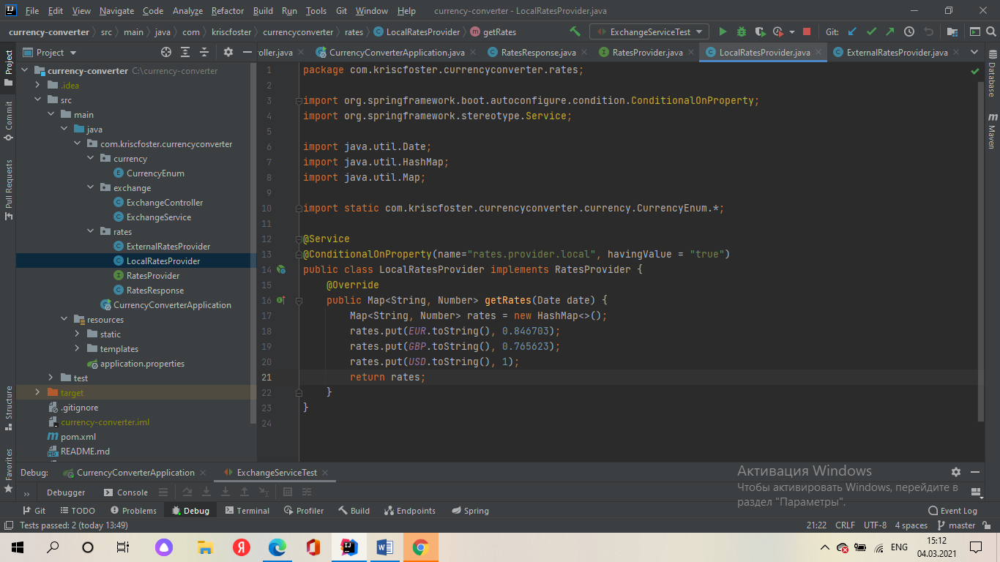 File Edit View Navigate Code Analyze Refactor Build Run Tools Git Window Help currency-converter - LocalRatesProvider.java
currency-converter src main java com kriscfoster currencyconverter rates LocalRatesProvider getRates ExchangeServiceTest Git:
Project
roller.java CurrencyConverterApplication.java RatesResponse.java RatesProvider.java LocalRatesProvider.java ExternalRatesProvider.java
Project
Commit
Pull Requests
Structure
Favorites
Database
Maven
currency-converter C:\currency-converter
.idea
src
main
java
com.kriscfoster.currencyconverter
currency
CurrencyEnum
exchange
ExchangeController
ExchangeService
rates
ExternalRatesProvider
LocalRatesProvider
RatesProvider
RatesResponse
CurrencyConverterApplication
resources
static
templates
application.properties
test
target
.gitignore
currency-converter.iml
pom.xml
README.md
1 package com.kriscfoster.currencyconverter.rates;
2
3 import org.springframework.boot.autoconfigure.condition.ConditionalOnProperty;
4 import org.springframework.stereotype.Service;
5
6 import java.util.Date;
7 import java.util.HashMap;
8 import java.util.Map;
9
10 import static com.kriscfoster.currencyconverter.currency.CurrencyEnum.*;
11
12 @Service
13 @ConditionalOnProperty(name="rates.provider.local", havingValue = "true")
14 public class LocalRatesProvider implements RatesProvider {
15 @Override
16 public Map<String, Number> getRates(Date date) {
17 Map<String, Number> rates = new HashMap<>();
18 rates.put(EUR.toString(), 0.846703);
19 rates.put(GBP.toString(), 0.765623);
20 rates.put(USD.toString(), 1);
21 return rates;
22 }
23 }
24
Debug: CurrencyConverterApplication ExchangeServiceTest
Debugger Console
Активация Windows
Чтобы активировать Windows, перейдите в
раздел "Параметры".
Git TODO Problems Debug Terminal Profiler Build Endpoints Spring Event Log
Tests passed: 2 (today 13:49) 21:22 CRLF UTF-8 4 spaces master
ENG 15:12
04.03.2021